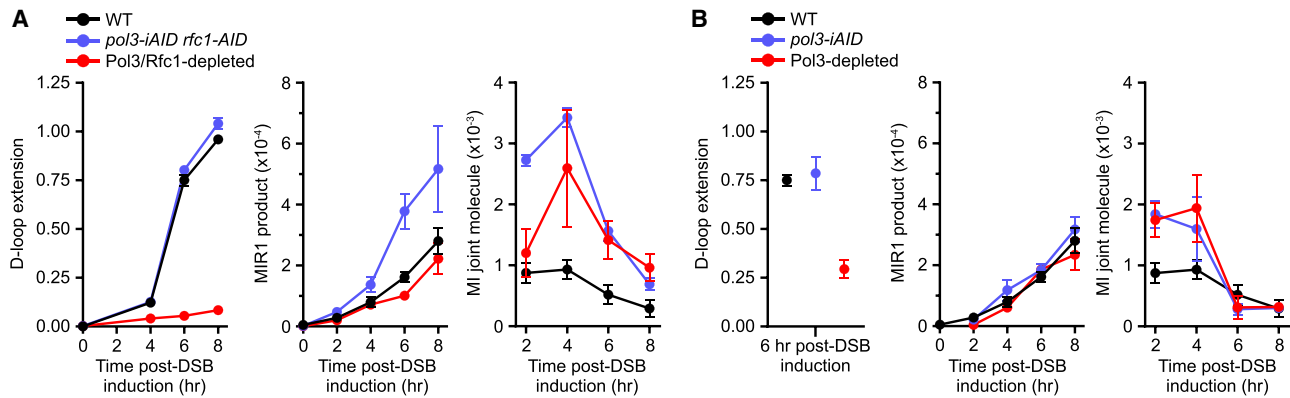 A
WT
pol3-iAID rfc1-AID
Pol3/Rfc1-depleted
D-loop extension
1.25
1.00
0.75
0.50
0.25
0.00
0 2 4 6 8
Time post-DSB
induction (hr)
MIR1 product (x10⁻⁴)
8
6
4
2
0
0 2 4 6 8
Time post-DSB
induction (hr)
MI joint molecule (x10⁻³)
4
3
2
1
0
2 4 6 8
Time post-DSB
induction (hr)
B
WT
pol3-iAID
Pol3-depleted
D-loop extension
1.25
1.00
0.75
0.50
0.25
0.00
6 hr post-DSB
induction
MIR1 product (x10⁻⁴)
8
6
4
2
0
0 2 4 6 8
Time post-DSB
induction (hr)
MI joint molecule (x10⁻³)
4
3
2
1
0
2 4 6 8
Time post-DSB
induction (hr)